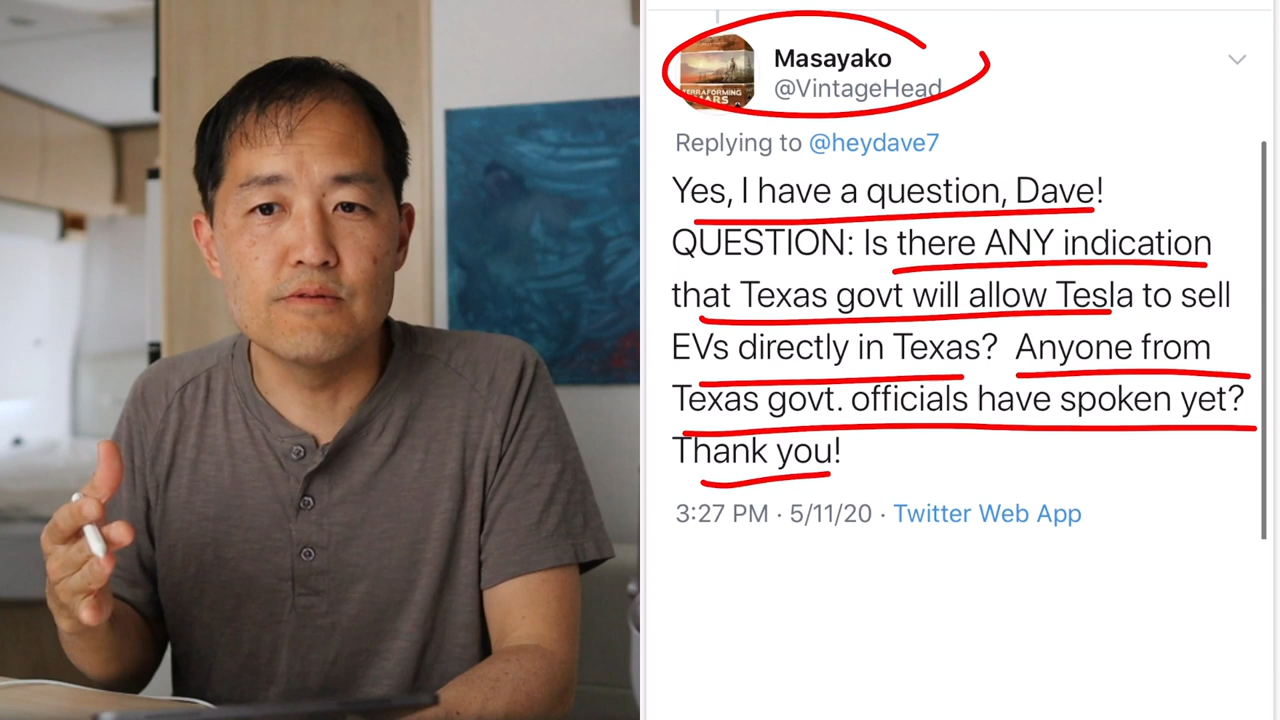 Masayako
@VintageHead
TERRAFORMING
MARS
Replying to @heydave7
Yes, I have a question, Dave!
QUESTION: Is there ANY indication
that Texas govt will allow Tesla to sell
EVs directly in Texas? Anyone from
Texas govt. officials have spoken yet?
Thank you!
3:27 PM · 5/11/20 · Twitter Web App